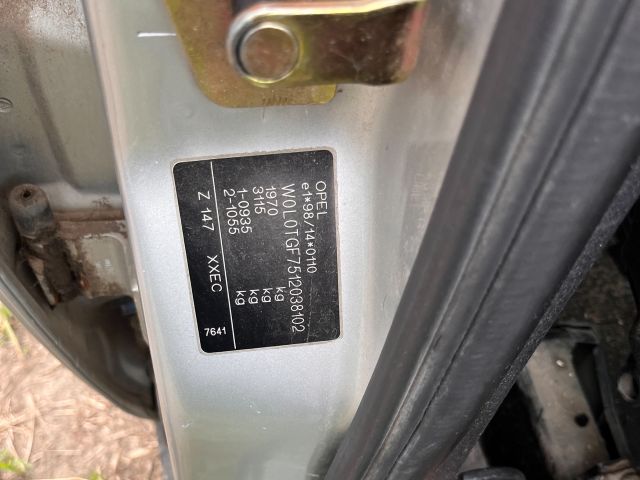 OPEL
e1*98/14*0110
W0L0TGF7512038102
1970 kg
3115 kg
1-0935 kg
2-1055 kg
Z 147 XXEC
7641